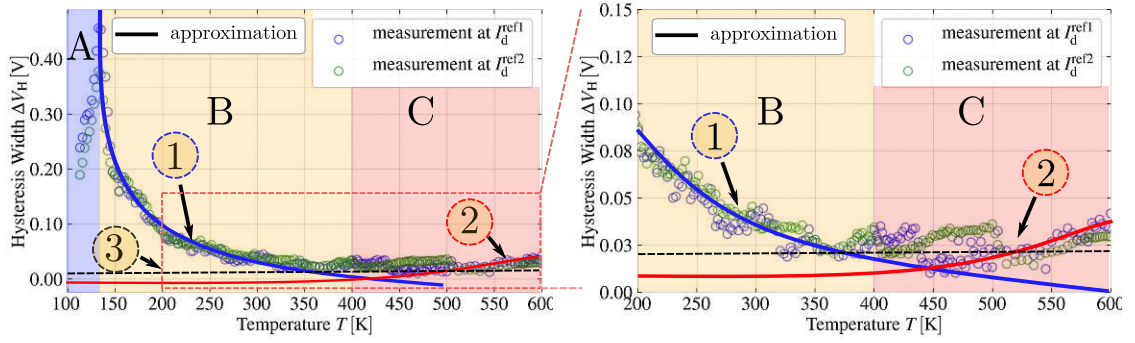 approximation
measurement at I_d^ref1
measurement at I_d^ref2
A
B
C
1
2
3
Hysteresis Width ΔV_H [V]
0.40
0.30
0.20
0.10
0.00
100 150 200 250 300 350 400 450 500 550 600
Temperature T [K]
approximation
measurement at I_d^ref1
measurement at I_d^ref2
B
C
1
2
Hysteresis Width ΔV_H [V]
0.15
0.13
0.10
0.07
0.05
0.03
0.00
200 250 300 350 400 450 500 550 600
Temperature T [K]